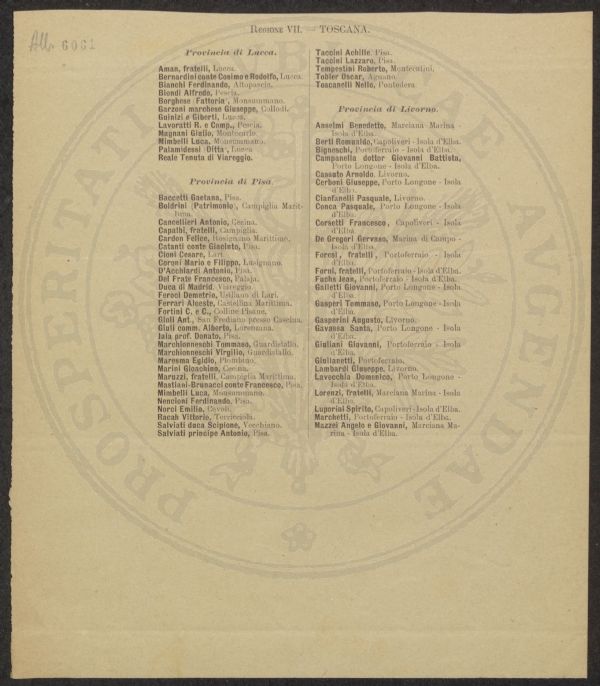 All. 6061
REGIONE VII. — TOSCANA.
Provincia di Lucca.
Aman, fratelli, Lucca.
Bernardini conte Cosimo e Rodolfo, Lucca.
Bianchi Ferdinando, Altopascio.
Biondi Alfredo, Pescia.
Borghese (Fattoria), Monsummano.
Garzoni marchese Giuseppe, Collodi.
Guinizi e Giberti, Lucca.
Lavoratti R. e Comp., Pescia.
Magnani Giulio, Montecarlo.
Mimbelli Luca, Monsummano.
Palamidessi (Ditta), Lucca.
Reale Tenuta di Viareggio.
Provincia di Pisa.
Baccetti Gaetana, Pisa.
Boldrini (Patrimonio), Campiglia Marit-
tima.
Cancellieri Antonio, Cecina.
Capalbi, fratelli, Campiglia.
Cardon Felice, Rosignano Marittimo.
Catanti conte Giacinto, Pisa.
Cioni Cesare, Lari.
Coroni Mario e Filippo, Lusignano.
D'Acchiardi Antonio, Pisa.
Del Frate Francesco, Palaja.
Duca di Madrid, Viareggio.
Feroci Demetrio, Usiliano di Lari.
Ferrari Alceste, Castellina Marittima.
Fortini C. e C., Colline Pisane.
Gioli Ant., San Frediano presso Cascina.
Giuli comm. Alberto, Lorenzana.
Iaja prof. Donato, Pisa.
Marchionneschi Tommaso, Guardistallo.
Marchionneschi Virgilio, Guardistallo.
Maresma Egidio, Piombino.
Marini Gioachino, Cecina.
Maruzzi, fratelli, Campiglia Marittima.
Mastiani-Brunacci conte Francesco, Pisa.
Mimbelli Luca, Monsummano.
Nencioni Ferdinando, Pisa.
Norci Emilio, Cevoli.
Racah Vittorio, Terricciola.
Salviati duca Scipione, Vecchiano.
Salviati principe Antonio, Pisa.
Taccini Achille, Pisa.
Taccini Lazzaro, Pisa.
Tempestini Roberto, Montecatini.
Tobler Oscar, Agnano.
Toscanelli Nello, Pontedera.
Provincia di Livorno.
Anselmi Benedetto, Marciana Marina -
Isola d'Elba.
Berti Romualdo, Capoliveri - Isola d'Elba.
Bigneschi, Portoferraio - Isola d'Elba.
Campanella dottor Giovanni Battista,
Porto Longone - Isola d'Elba.
Cassuto Arnoldo, Livorno.
Cerboni Giuseppe, Porto Longone - Isola
d'Elba.
Cianfanelli Pasquale, Livorno.
Conca Pasquale, Porto Longone - Isola
d'Elba.
Corsetti Francesco, Capoliveri - Isola
d'Elba.
De Gregori Gervaso, Marina di Campo -
Isola d'Elba.
Foresi, fratelli, Portoferraio - Isola
d'Elba.
Forni, fratelli, Portoferraio - Isola d'Elba.
Fuchs Jean, Portoferraio - Isola d'Elba.
Galletti Giovanni, Porto Longone - Isola
d'Elba.
Gasperi Tommaso, Porto Longone - Isola
d'Elba.
Gasperini Augusto, Livorno.
Gavassa Santa, Porto Longone - Isola
d'Elba.
Giuliani Giovanni, Portoferraio - Isola
d'Elba.
Giulianetti, Portoferraio.
Lambardi Giuseppe, Livorno.
Lavecchia Domenico, Porto Longone -
Isola d'Elba.
Lorenzi, fratelli, Marciana Marina - Isola
d'Elba.
Luporisi Spirito, Capoliveri - Isola d'Elba.
Marchetti, Portoferraio - Isola d'Elba.
Mazzei Angelo e Giovanni, Marciana Ma-
rina - Isola d'Elba.